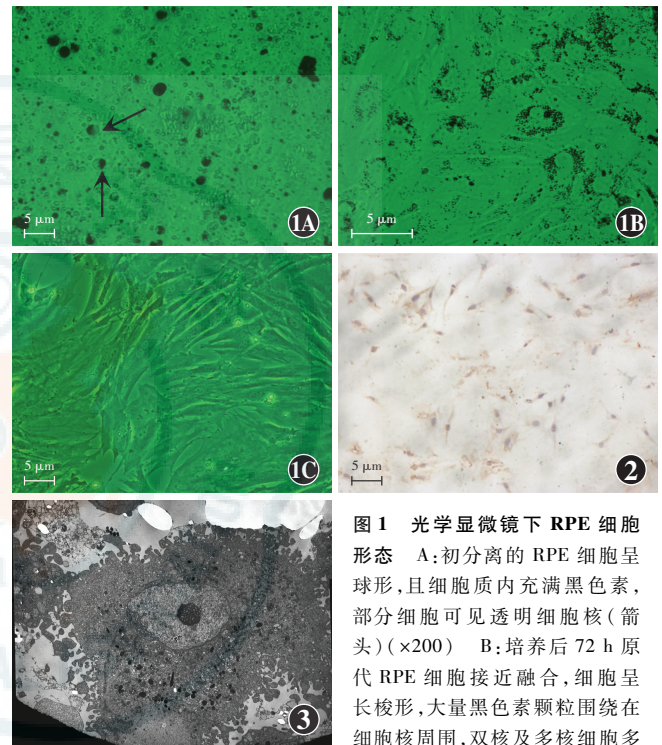 5 μm
1A
5 μm
1B
5 μm
1C
5 μm
2
3
图 1 光学显微镜下 RPE 细胞
形态 A:初分离的 RPE 细胞呈
球形,且细胞质内充满黑色素,
部分细胞可见透明细胞核(箭
头)(×200) B:培养后 72 h 原
代 RPE 细胞接近融合,细胞呈
长梭形,大量黑色素颗粒围绕在
细胞核周围,双核及多核细胞多